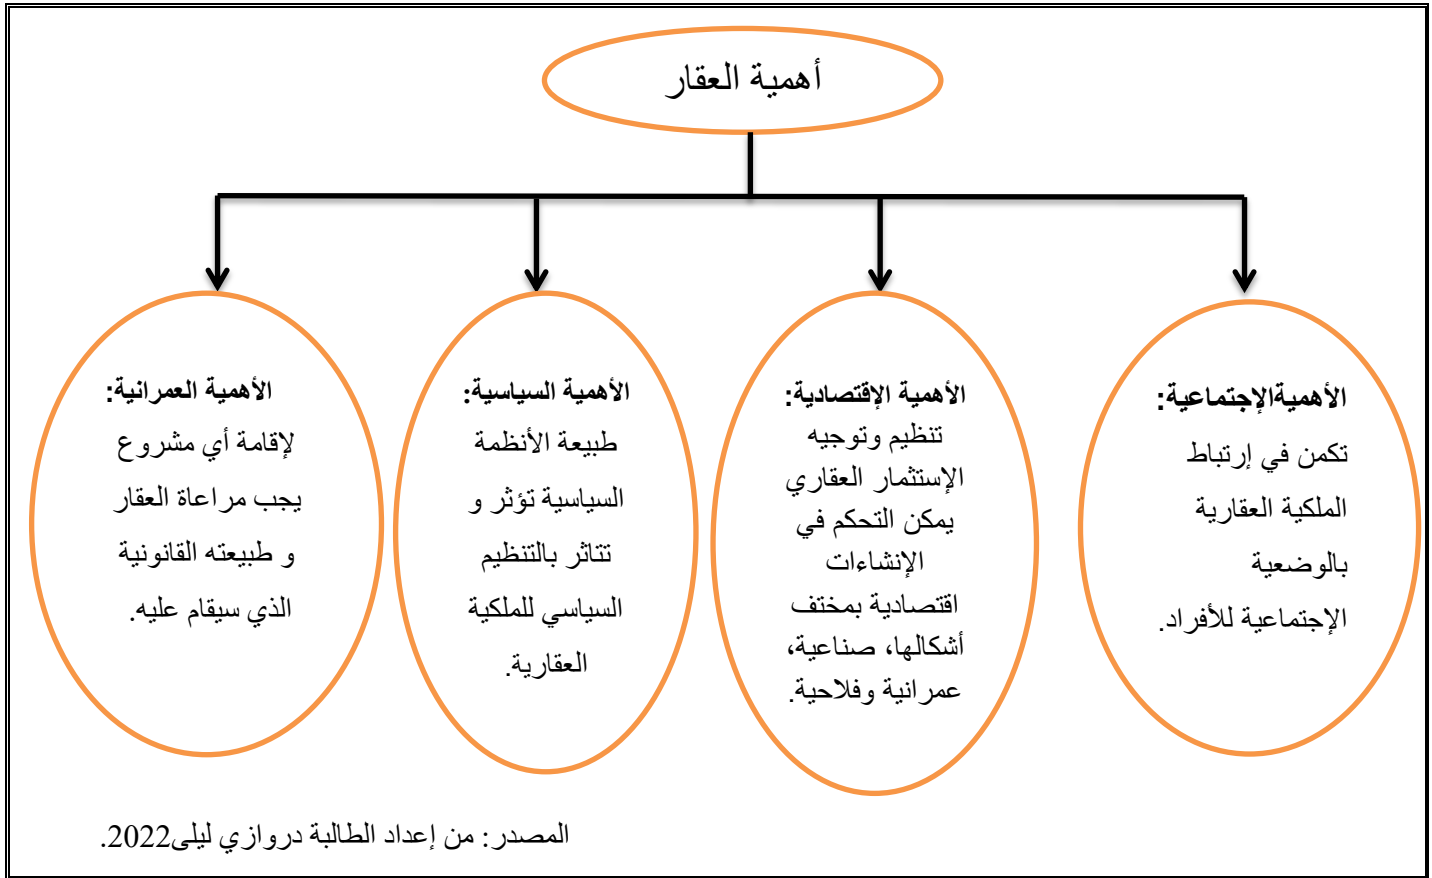 أهمية العقار
الأهميةالإجتماعية:
تكمن في إرتباط
الملكية العقارية
بالوضعية
الإجتماعية للأفراد.
الأهمية الإقتصادية:
تنظيم وتوجيه
الإستثمار العقاري
يمكن التحكم في
الإنشاءات
اقتصادية بمختف
أشكالها، صناعية،
عمرانية وفلاحية.
الأهمية السياسية:
طبيعة الأنظمة
السياسية تؤثر و
تتاثر بالتنظيم
السياسي للملكية
العقارية.
الأهمية العمرانية:
لإقامة أي مشروع
يجب مراعاة العقار
و طبيعته القانونية
الذي سيقام عليه.
المصدر: من إعداد الطالبة دروازي ليلى2022.